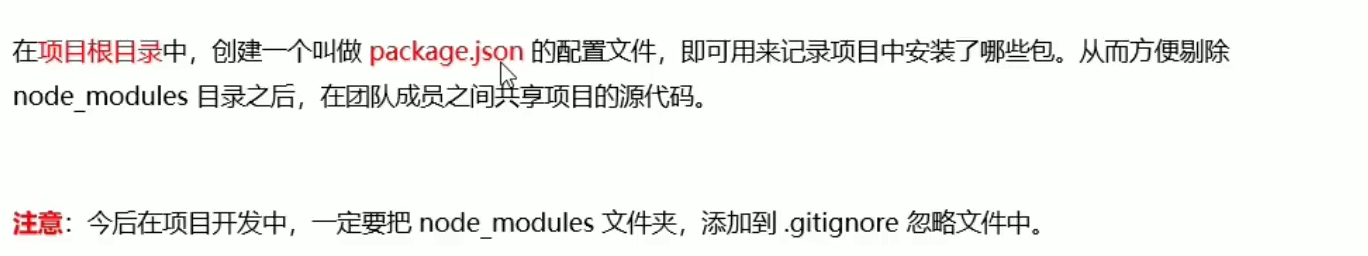 在项目根目录中，创建一个叫做 package.json 的配置文件，即可用来记录项目中安装了哪些包。从而方便剔除
node_modules 目录之后，在团队成员之间共享项目的源代码。
注意：今后在项目开发中，一定要把 node_modules 文件夹，添加到 .gitignore 忽略文件中。